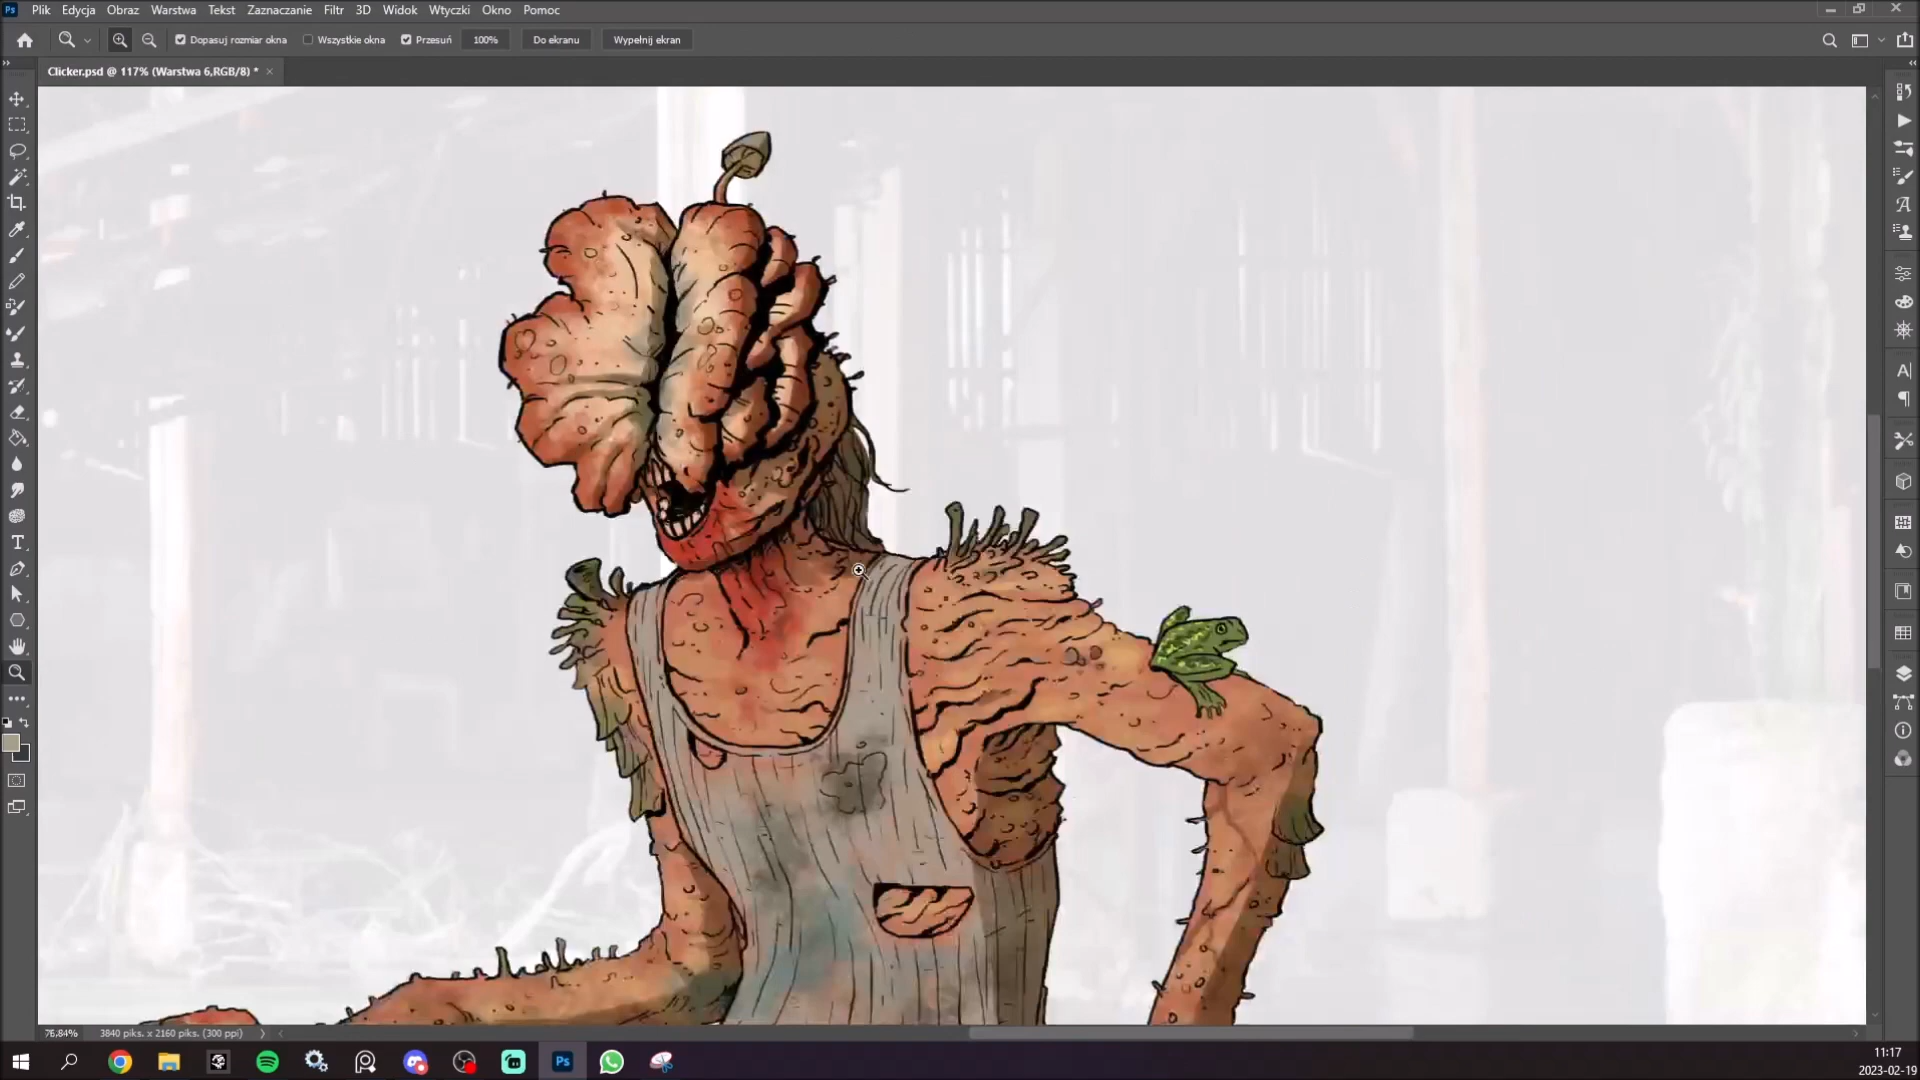 Ps Plik Edycja Obraz Warstwa Tekst Zaznaczanie Filtr 3D Widok Wtyczki Okno Pomoc
Dopasuj rozmiar okna Wszystkie okna Przesuń 100% Do ekranu Wypełnij ekran
Clicker.psd @ 117% (Warstwa 6,RGB/8) *
76,84% 3840 piks. x 2160 piks. (300 ppi)
Ps
11:17
2023-02-19